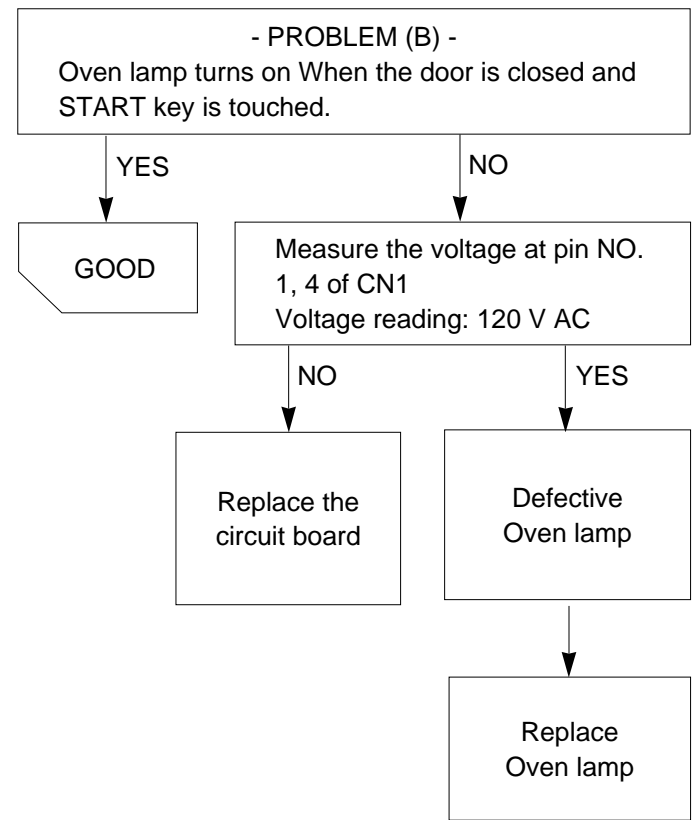 - PROBLEM (B) -
Oven lamp turns on When the door is closed and
START key is touched.
YES
NO
GOOD
Measure the voltage at pin NO.
1, 4 of CN1
Voltage reading: 120 V AC
NO
YES
Replace the
circuit board
Defective
Oven lamp
Replace
Oven lamp